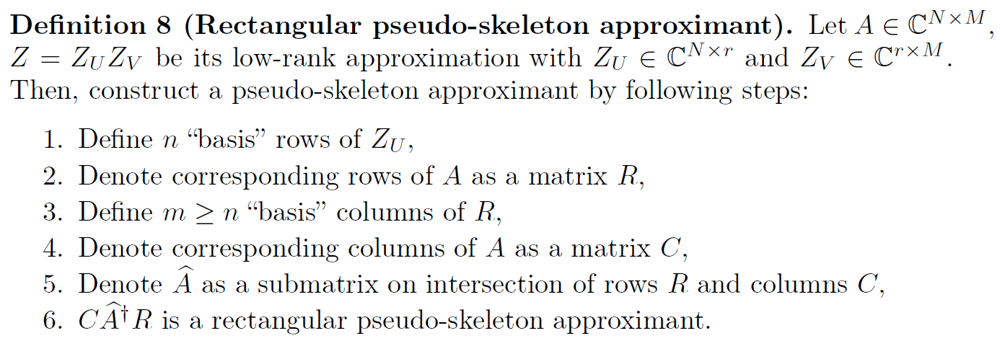 Definition 8 (Rectangular pseudo-skeleton approximant). Let $A \in \mathbb{C}^{N \times M}$,
$Z = Z_U Z_V$ be its low-rank approximation with $Z_U \in \mathbb{C}^{N \times r}$ and $Z_V \in \mathbb{C}^{r \times M}$.
Then, construct a pseudo-skeleton approximant by following steps:
1. Define $n$ “basis” rows of $Z_U$,
2. Denote corresponding rows of $A$ as a matrix $R$,
3. Define $m \geq n$ “basis” columns of $R$,
4. Denote corresponding columns of $A$ as a matrix $C$,
5. Denote $\widehat{A}$ as a submatrix on intersection of rows $R$ and columns $C$,
6. $C\widehat{A}^{\dagger}R$ is a rectangular pseudo-skeleton approximant.